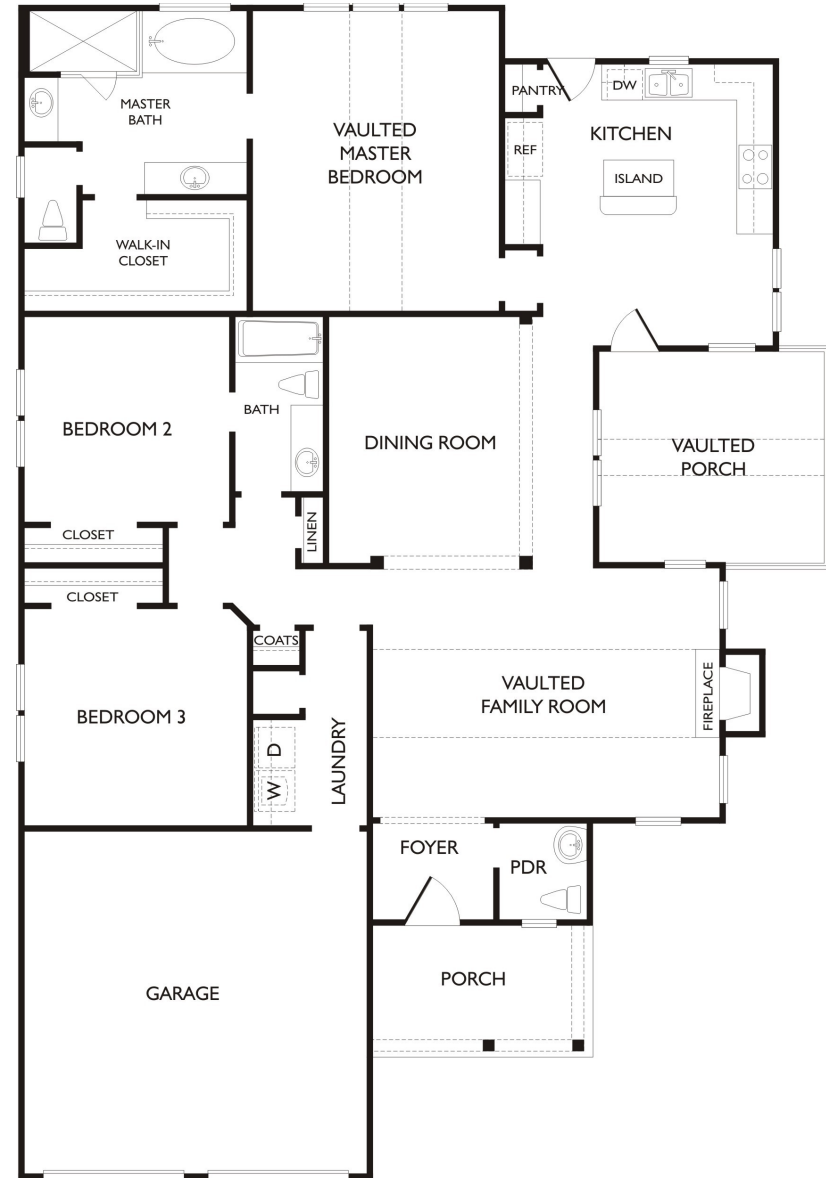 MASTER
BATH
VAULTED
MASTER
BEDROOM
PANTRY
DW
KITCHEN
REF
ISLAND
WALK-IN
CLOSET
BEDROOM 2
BATH
DINING ROOM
VAULTED
PORCH
CLOSET
LINEN
CLOSET
COATS
BEDROOM 3
D
W
LAUNDRY
VAULTED
FAMILY ROOM
FIREPLACE
FOYER
PDR
GARAGE
PORCH